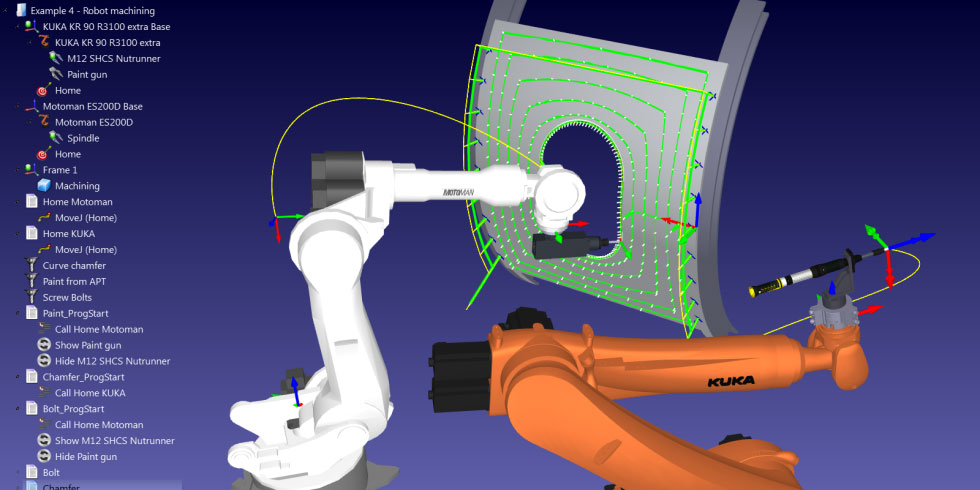 Example 4 - Robot machining
KUKA KR 90 R3100 extra Base
KUKA KR 90 R3100 extra
M12 SHCS Nutrunner
Paint gun
Home
Motoman ES200D Base
Motoman ES200D
Spindle
Home
Frame 1
Machining
Home Motoman
MoveJ (Home)
Home KUKA
MoveJ (Home)
Curve chamfer
Paint from APT
Screw Bolts
Paint_ProgStart
Call Home Motoman
Show Paint gun
Hide M12 SHCS Nutrunner
Chamfer_ProgStart
Call Home KUKA
Bolt_ProgStart
Call Home Motoman
Show M12 SHCS Nutrunner
Hide Paint gun
Bolt
Chamfer
MOTOMAN
KUKA